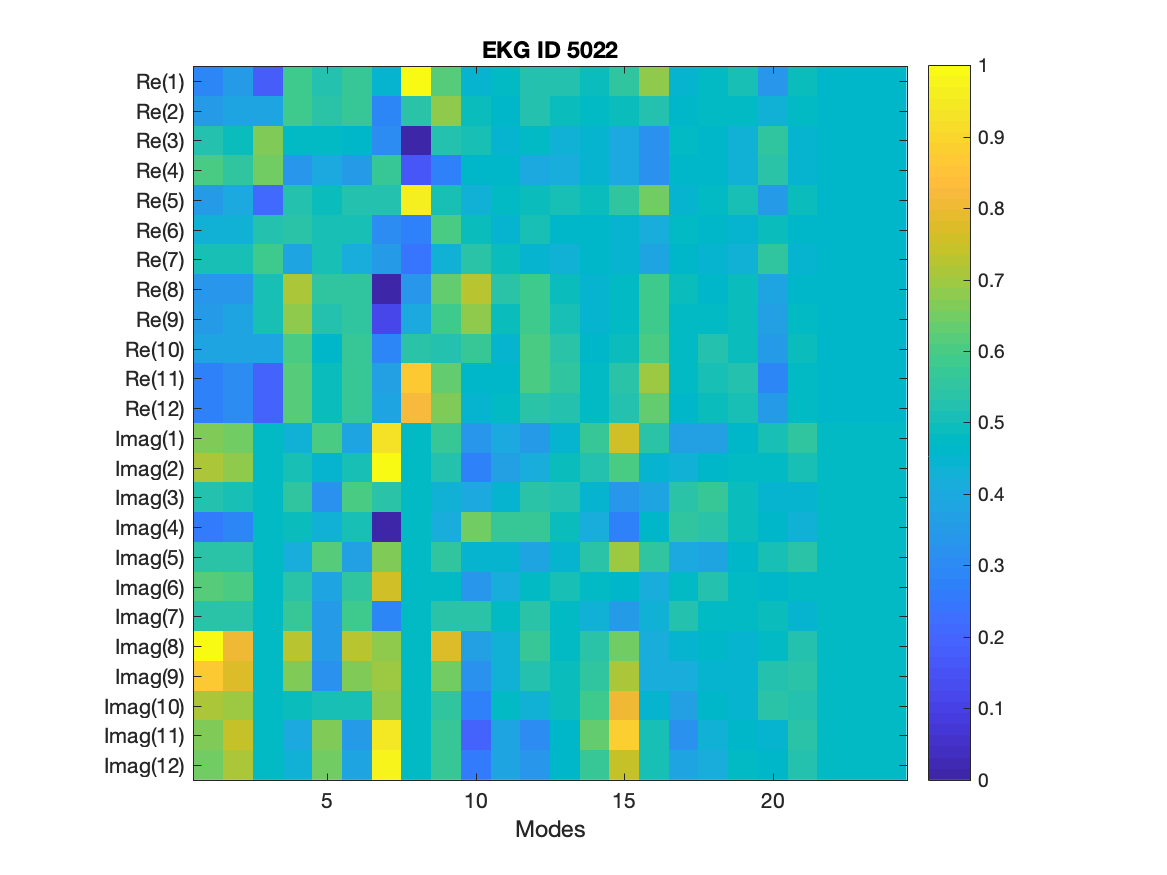 EKG ID 5022
Re(1)
Re(2)
Re(3)
Re(4)
Re(5)
Re(6)
Re(7)
Re(8)
Re(9)
Re(10)
Re(11)
Re(12)
Imag(1)
Imag(2)
Imag(3)
Imag(4)
Imag(5)
Imag(6)
Imag(7)
Imag(8)
Imag(9)
Imag(10)
Imag(11)
Imag(12)
5 10 15 20
Modes
1
0.9
0.8
0.7
0.6
0.5
0.4
0.3
0.2
0.1
0